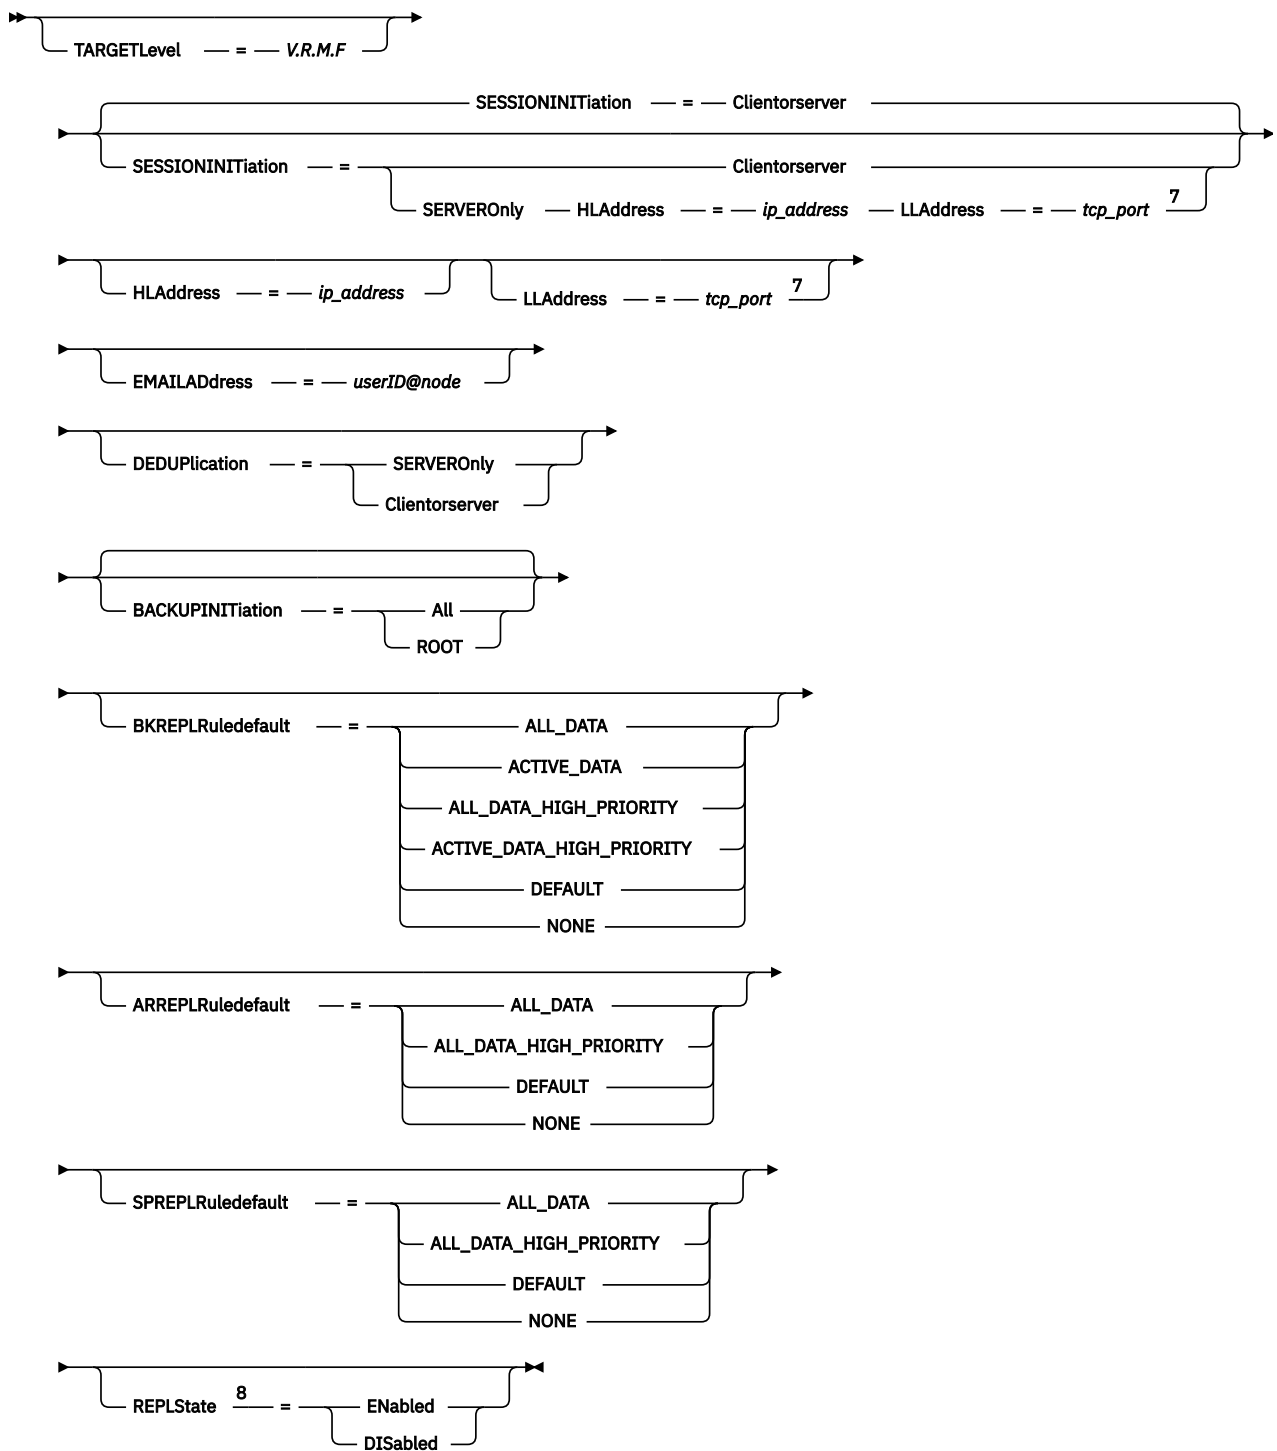 TARGETLevel = V.R.M.F
SESSIONINITiation = Clientorserver
SESSIONINITiation = Clientorserver
SERVEROnly HLAddress = ip_address LLAddress = tcp_port 7
HLAddress = ip_address LLAddress = tcp_port 7
EMAILADdress = userID@node
DEDUPlication = SERVEROnly
Clientorserver
BACKUPINITiation = All
ROOT
BKREPLRuledefault = ALL_DATA
ACTIVE_DATA
ALL_DATA_HIGH_PRIORITY
ACTIVE_DATA_HIGH_PRIORITY
DEFAULT
NONE
ARREPLRuledefault = ALL_DATA
ALL_DATA_HIGH_PRIORITY
DEFAULT
NONE
SPREPLRuledefault = ALL_DATA
ALL_DATA_HIGH_PRIORITY
DEFAULT
NONE
REPLState 8 = ENabled
DISabled